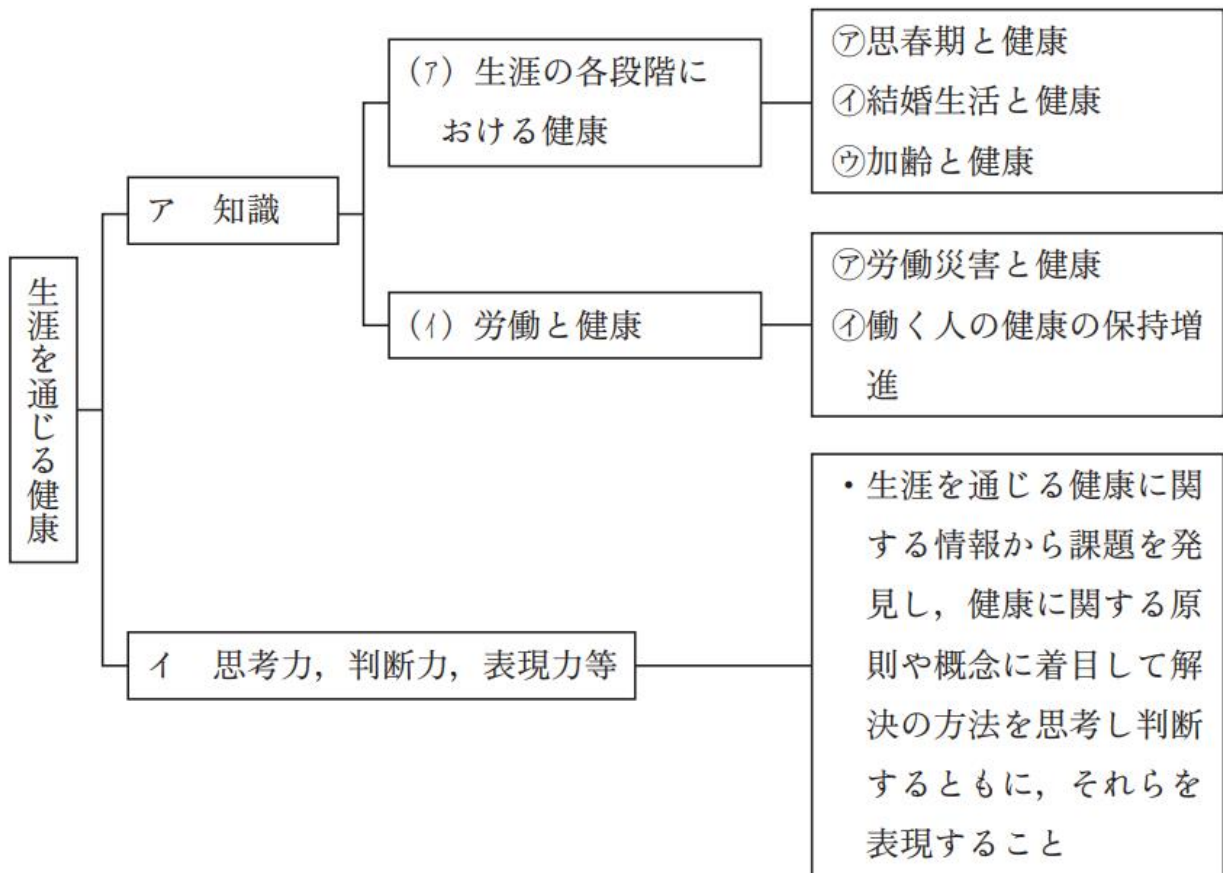 生涯を通じる健康
ア　知識
(ｱ) 生涯の各段階に
おける健康
㋐思春期と健康
㋑結婚生活と健康
㋒加齢と健康
(ｲ) 労働と健康
㋐労働災害と健康
㋑働く人の健康の保持増
進
イ　思考力，判断力，表現力等
・生涯を通じる健康に関
する情報から課題を発
見し，健康に関する原
則や概念に着目して解
決の方法を思考し判断
するともに，それらを
表現すること